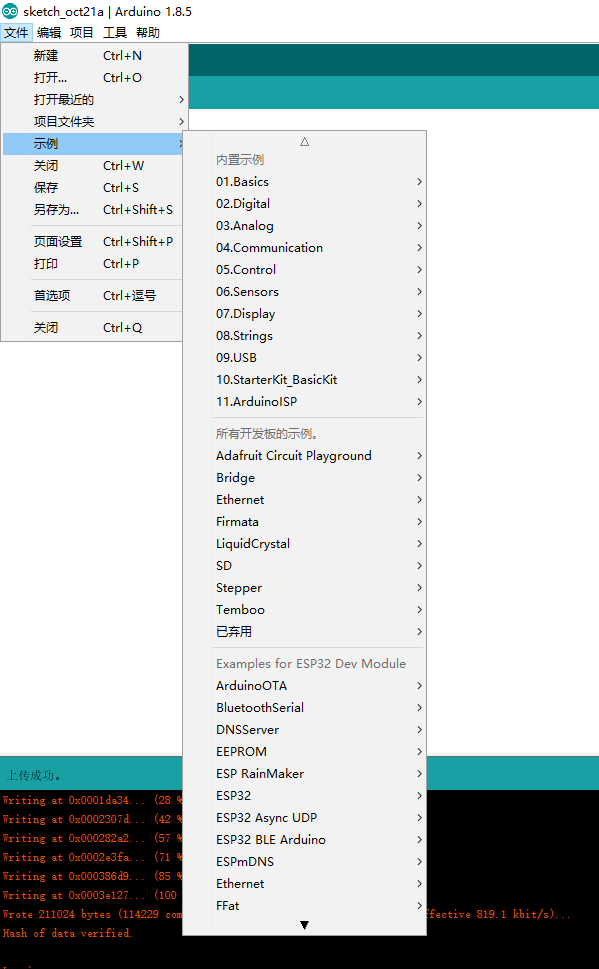 sketch_oct21a | Arduino 1.8.5
文件 编辑 项目 工具 帮助
新建 Ctrl+N
打开... Ctrl+O
打开最近的
项目文件夹
示例
关闭 Ctrl+W
保存 Ctrl+S
另存为... Ctrl+Shift+S
页面设置 Ctrl+Shift+P
打印 Ctrl+P
首选项 Ctrl+逗号
关闭 Ctrl+Q
内置示例
01.Basics
02.Digital
03.Analog
04.Communication
05.Control
06.Sensors
07.Display
08.Strings
09.USB
10.StarterKit_BasicKit
11.ArduinoISP
所有开发板的示例。
Adafruit Circuit Playground
Bridge
Ethernet
Firmata
LiquidCrystal
SD
Stepper
Temboo
已弃用
Examples for ESP32 Dev Module
ArduinoOTA
BluetoothSerial
DNSServer
EEPROM
ESP RainMaker
ESP32
ESP32 Async UDP
ESP32 BLE Arduino
ESPmDNS
Ethernet
FFat
上传成功。
Writing at 0x0001da34... (28 %
Writing at 0x0002307d... (42 %
Writing at 0x000282a2... (57 %
Writing at 0x0002e3fa... (71 %
Writing at 0x000386d9... (85 %
Writing at 0x0003e127... (100
Wrote 211024 bytes (114229 com ffective 819.1 kbit/s)...
Hash of data verified.